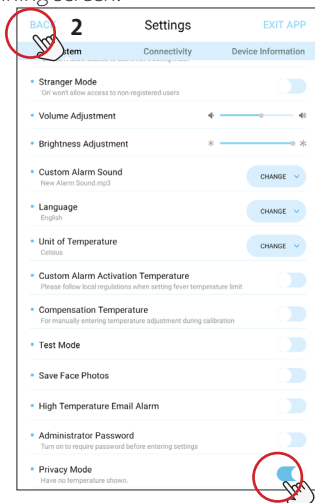 BAC 2 Settings EXIT APP
stem Connectivity Device Information
Stranger Mode
'On' won't allow access to non-registered users
Volume Adjustment
Brightness Adjustment
Custom Alarm Sound
New Alarm Sound.mp3
CHANGE
Language
English
CHANGE
Unit of Temperature
Celsius
CHANGE
Custom Alarm Activation Temperature
Please follow local regulations when setting fever temperature limit
Compensation Temperature
For manually entering temperature adjustment during calibration
Test Mode
Save Face Photos
High Temperature Email Alarm
Administrator Password
Turn on to require password before entering settings
Privacy Mode
Have no temperature shown.